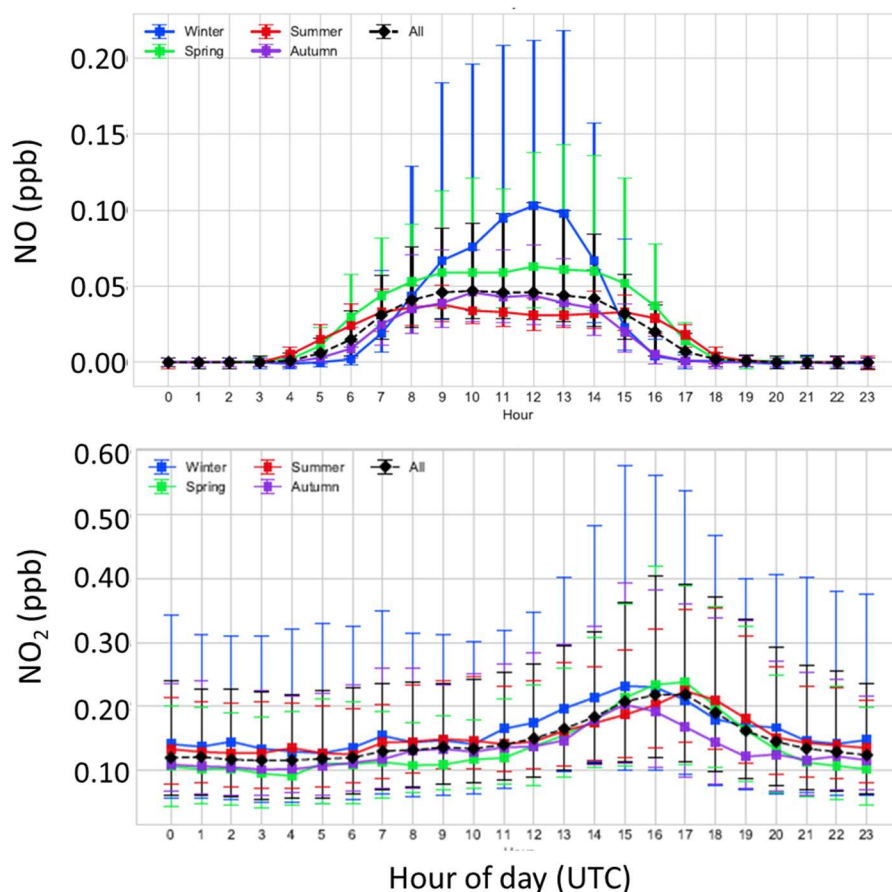 Winter Summer All
Spring Autumn
0.20
0.15
0.10
0.05
0.00
NO (ppb)
0 1 2 3 4 5 6 7 8 9 10 11 12 13 14 15 16 17 18 19 20 21 22 23
Hour
0.60
Winter Summer All
Spring Autumn
0.50
0.40
0.30
0.20
0.10
NO₂ (ppb)
0 1 2 3 4 5 6 7 8 9 10 11 12 13 14 15 16 17 18 19 20 21 22 23
Hour of day (UTC)